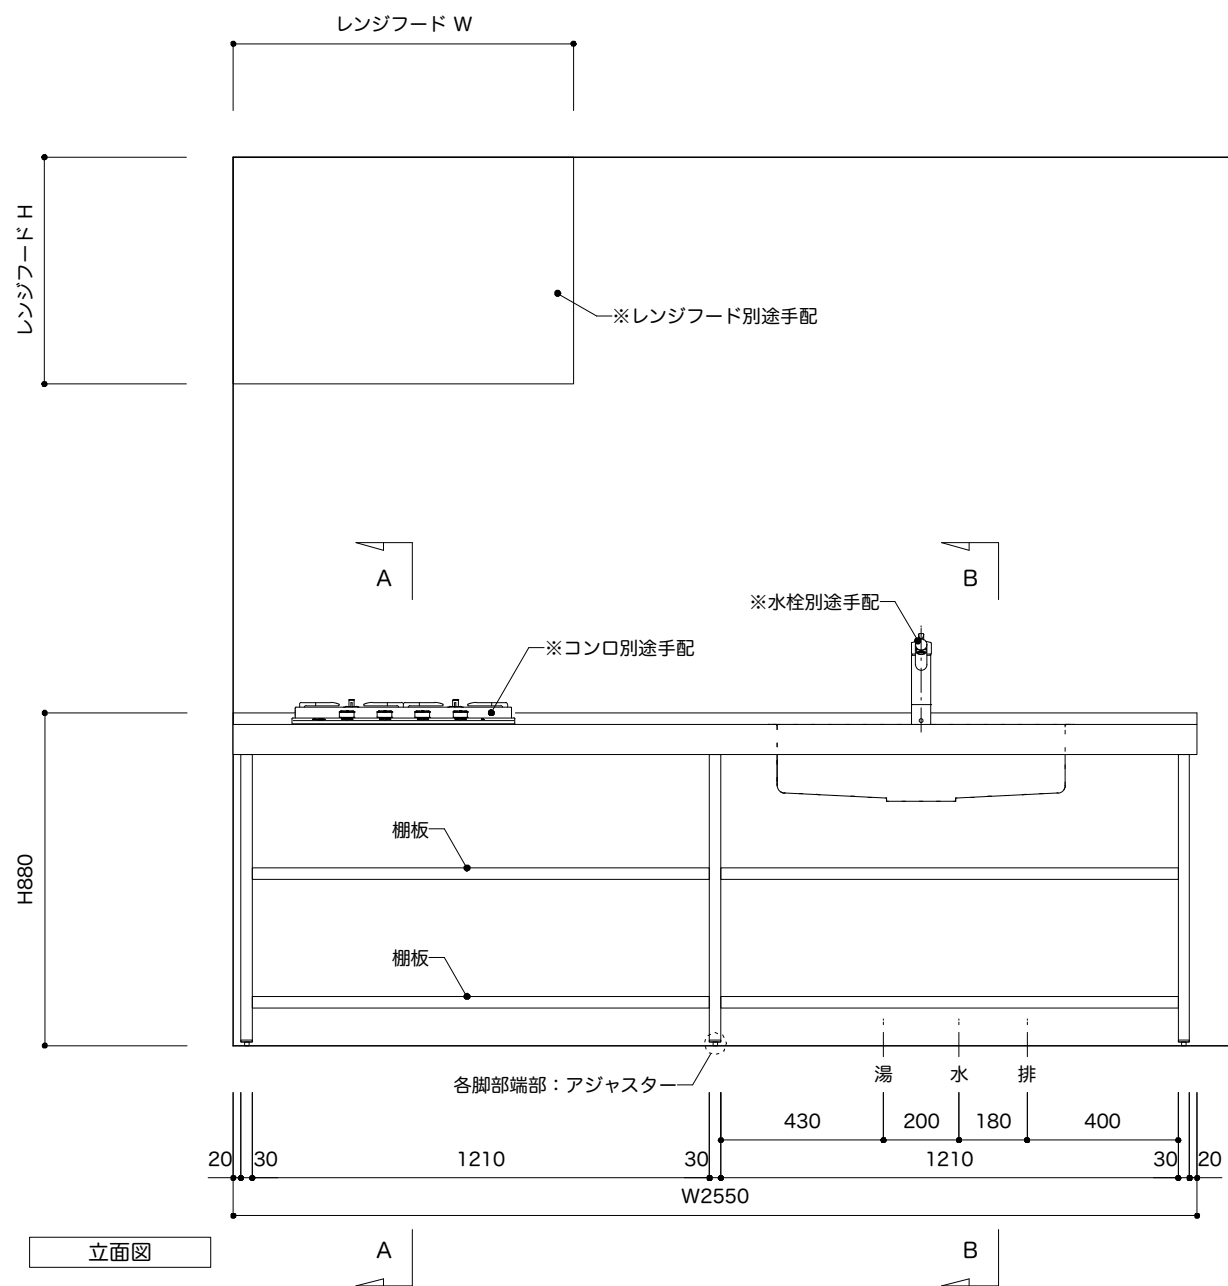 レンジフード W
レンジフード H
※レンジフード別途手配
A
B
※水栓別途手配
※コンロ別途手配
棚板
H880
棚板
湯 水 排
各脚部端部：アジャスター
430 200 180 400
20 30 1210 30 1210 30 20
W2550
立面図
A
B